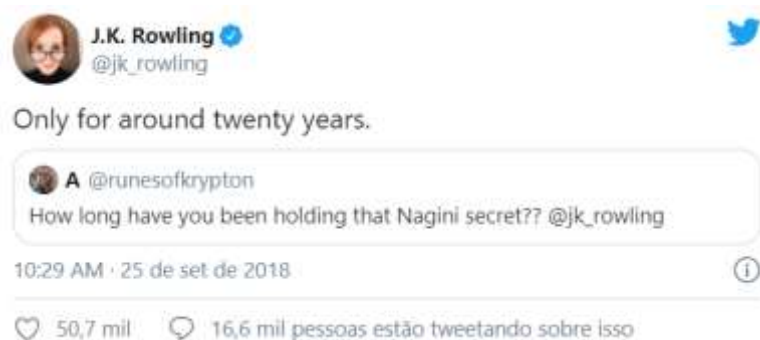 J.K. Rowling
@jk_rowling
Only for around twenty years.
A @runesofkrypton
How long have you been holding that Nagini secret?? @jk_rowling
10:29 AM · 25 de set de 2018
50,7 mil 16,6 mil pessoas estão tweetando sobre isso